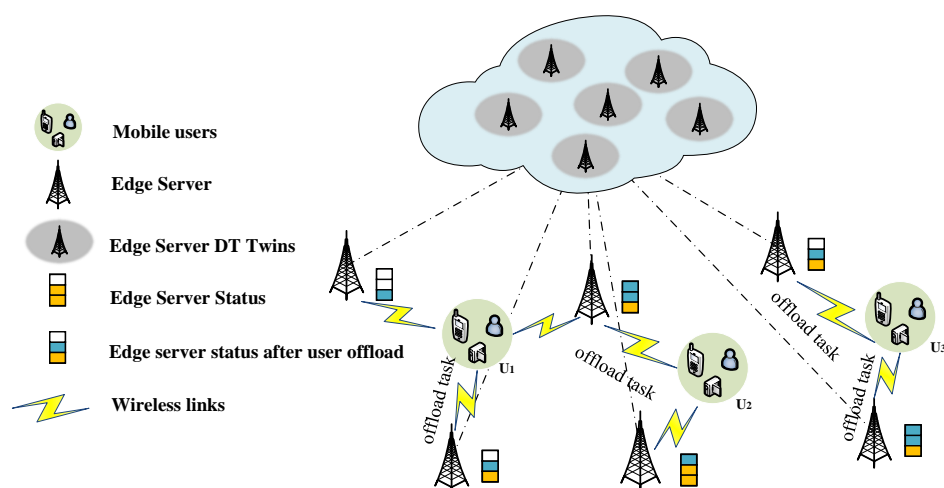 Mobile users
Edge Server
Edge Server DT Twins
Edge Server Status
Edge server status after user offload
Wireless links
offload task
U1
offload task
U2
offload task
offload task
U3